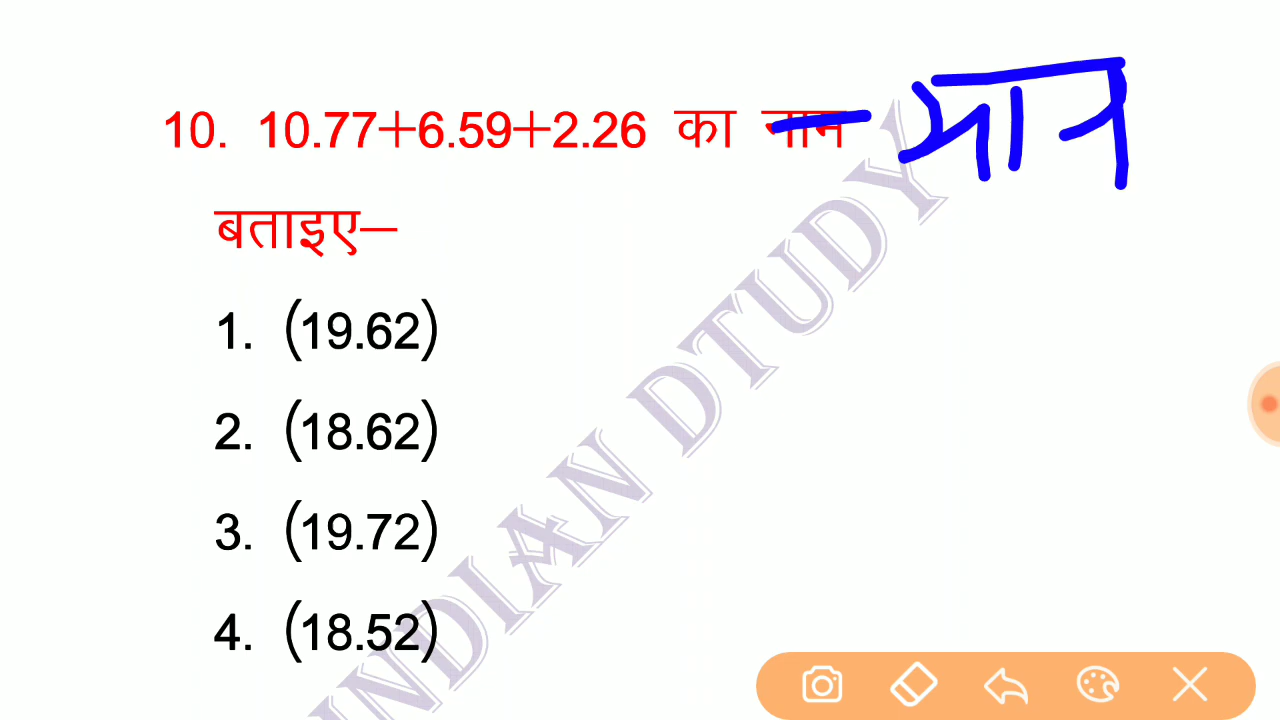 10. 10.77+6.59+2.26 का नाम मान
बताइए–
1. (19.62)
2. (18.62)
3. (19.72)
4. (18.52)
INDIAN DTUDY